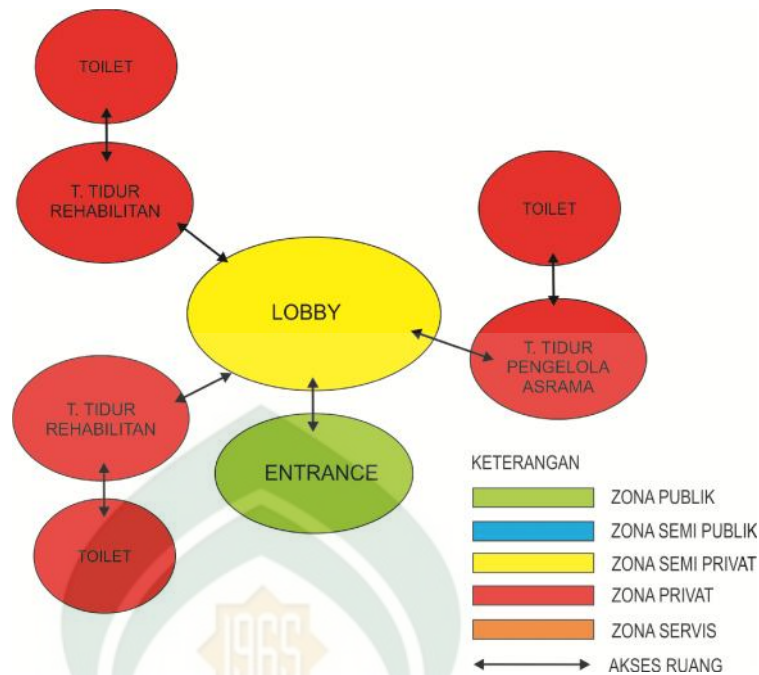 TOILET
T. TIDUR
REHABILITAN
TOILET
LOBBY
T. TIDUR
PENGELOLA
ASRAMA
T. TIDUR
REHABILITAN
ENTRANCE
TOILET
KETERANGAN
ZONA PUBLIK
ZONA SEMI PUBLIK
ZONA SEMI PRIVAT
ZONA PRIVAT
ZONA SERVIS
AKSES RUANG
1965